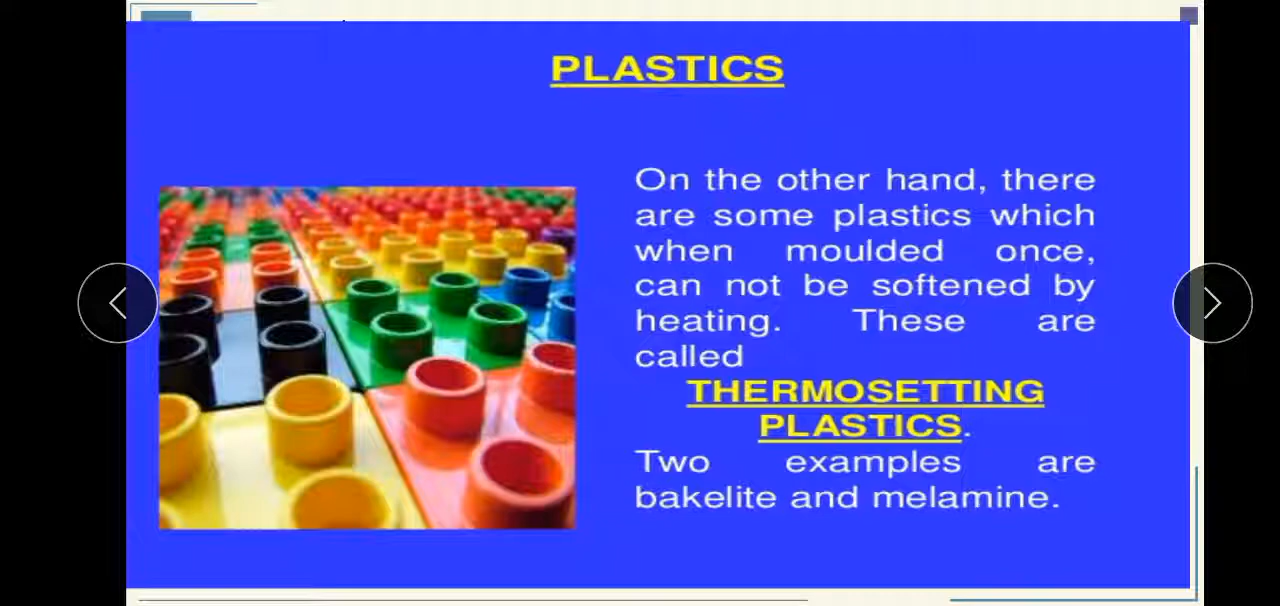 PLASTICS
On the other hand, there
are some plastics which
when moulded once,
can not be softened by
heating. These are
called
THERMOSETTING
PLASTICS.
Two examples are
bakelite and melamine.